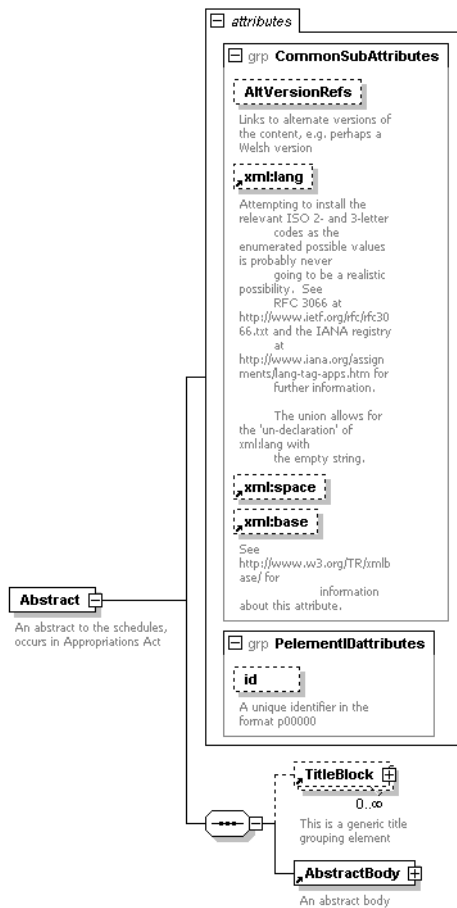 attributes
grp CommonSubAttributes
AltVersionRefs
Links to alternate versions of
the content, e.g. perhaps a
Welsh version
xml:lang
Attempting to install the
relevant ISO 2- and 3-letter
codes as the
enumerated possible values
is probably never
going to be a realistic
possibility. See
RFC 3066 at
http://www.ietf.org/rfc/rfc30
66.txt and the IANA registry
at
http://www.iana.org/assign
ments/lang-tag-apps.htm for
further information.
The union allows for
the 'un-declaration' of
xml:lang with
the empty string.
xml:space
xml:base
See
http://www.w3.org/TR/xmlb
ase/ for
information
about this attribute.
Abstract
An abstract to the schedules,
occurs in Appropriations Act
grp PelementIDattributes
id
A unique identifier in the
format p00000
TitleBlock
0..∞
This is a generic title
grouping element
AbstractBody
An abstract body